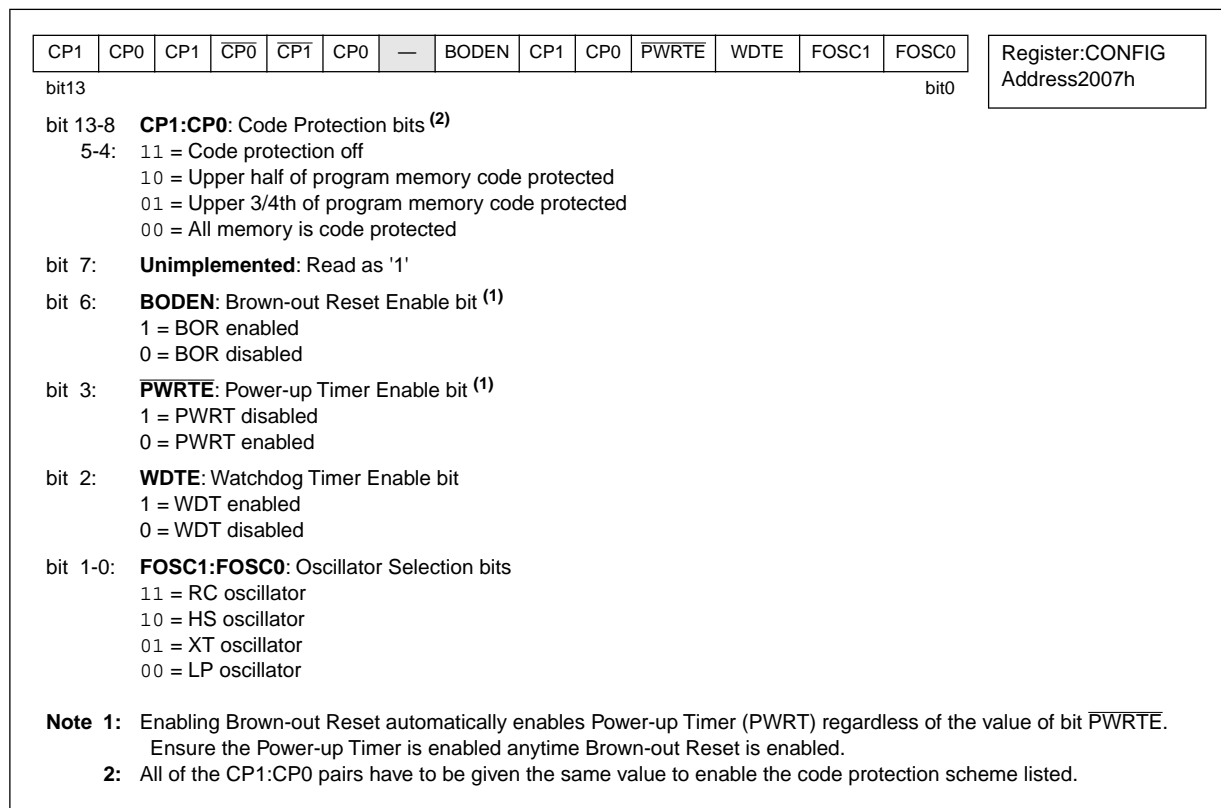 CP1 CP0 CP1 C̅P̅0̅ C̅P̅1̅ CP0 — BODEN CP1 CP0 P̅W̅R̅T̅E̅ WDTE FOSC1 FOSC0
Register:CONFIG
Address2007h
bit13 bit0
bit 13-8 CP1:CP0: Code Protection bits (2)
5-4: 11 = Code protection off
10 = Upper half of program memory code protected
01 = Upper 3/4th of program memory code protected
00 = All memory is code protected
bit 7: Unimplemented: Read as '1'
bit 6: BODEN: Brown-out Reset Enable bit (1)
1 = BOR enabled
0 = BOR disabled
bit 3: P̅W̅R̅T̅E̅: Power-up Timer Enable bit (1)
1 = PWRT disabled
0 = PWRT enabled
bit 2: WDTE: Watchdog Timer Enable bit
1 = WDT enabled
0 = WDT disabled
bit 1-0: FOSC1:FOSC0: Oscillator Selection bits
11 = RC oscillator
10 = HS oscillator
01 = XT oscillator
00 = LP oscillator
Note 1: Enabling Brown-out Reset automatically enables Power-up Timer (PWRT) regardless of the value of bit P̅W̅R̅T̅E̅.
Ensure the Power-up Timer is enabled anytime Brown-out Reset is enabled.
2: All of the CP1:CP0 pairs have to be given the same value to enable the code protection scheme listed.